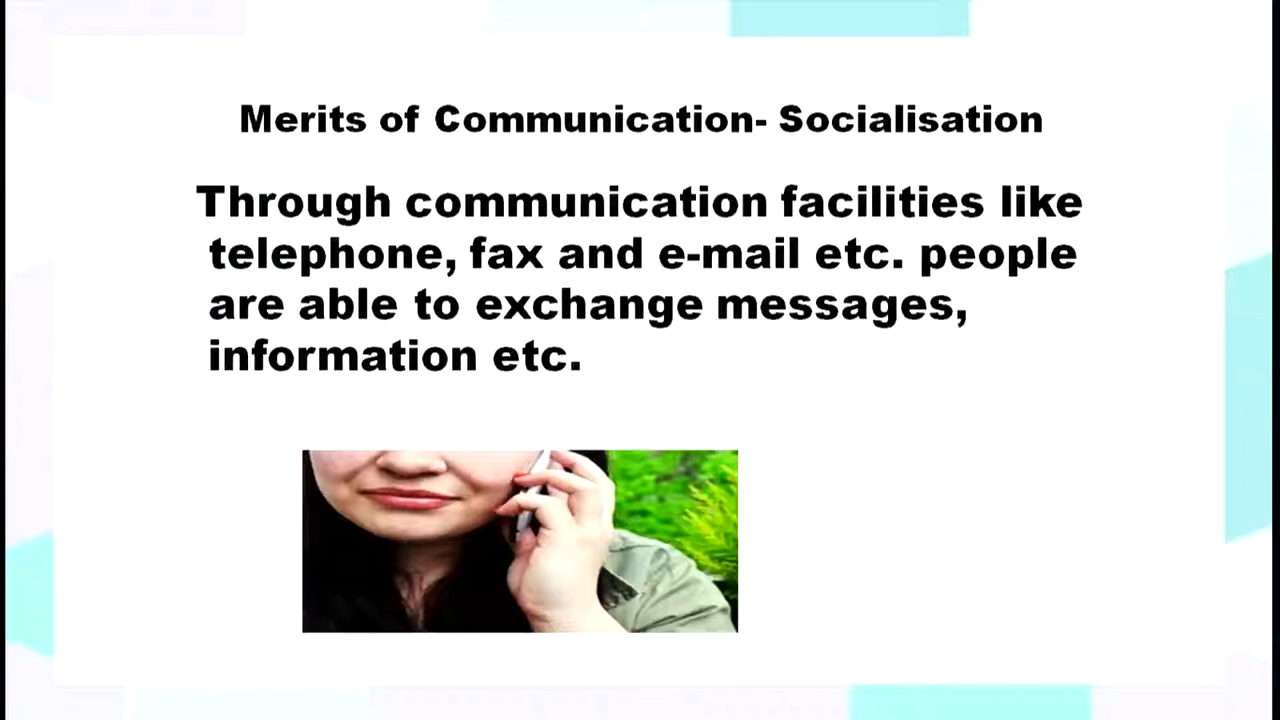 Merits of Communication- Socialisation
Through communication facilities like
telephone, fax and e-mail etc. people
are able to exchange messages,
information etc.